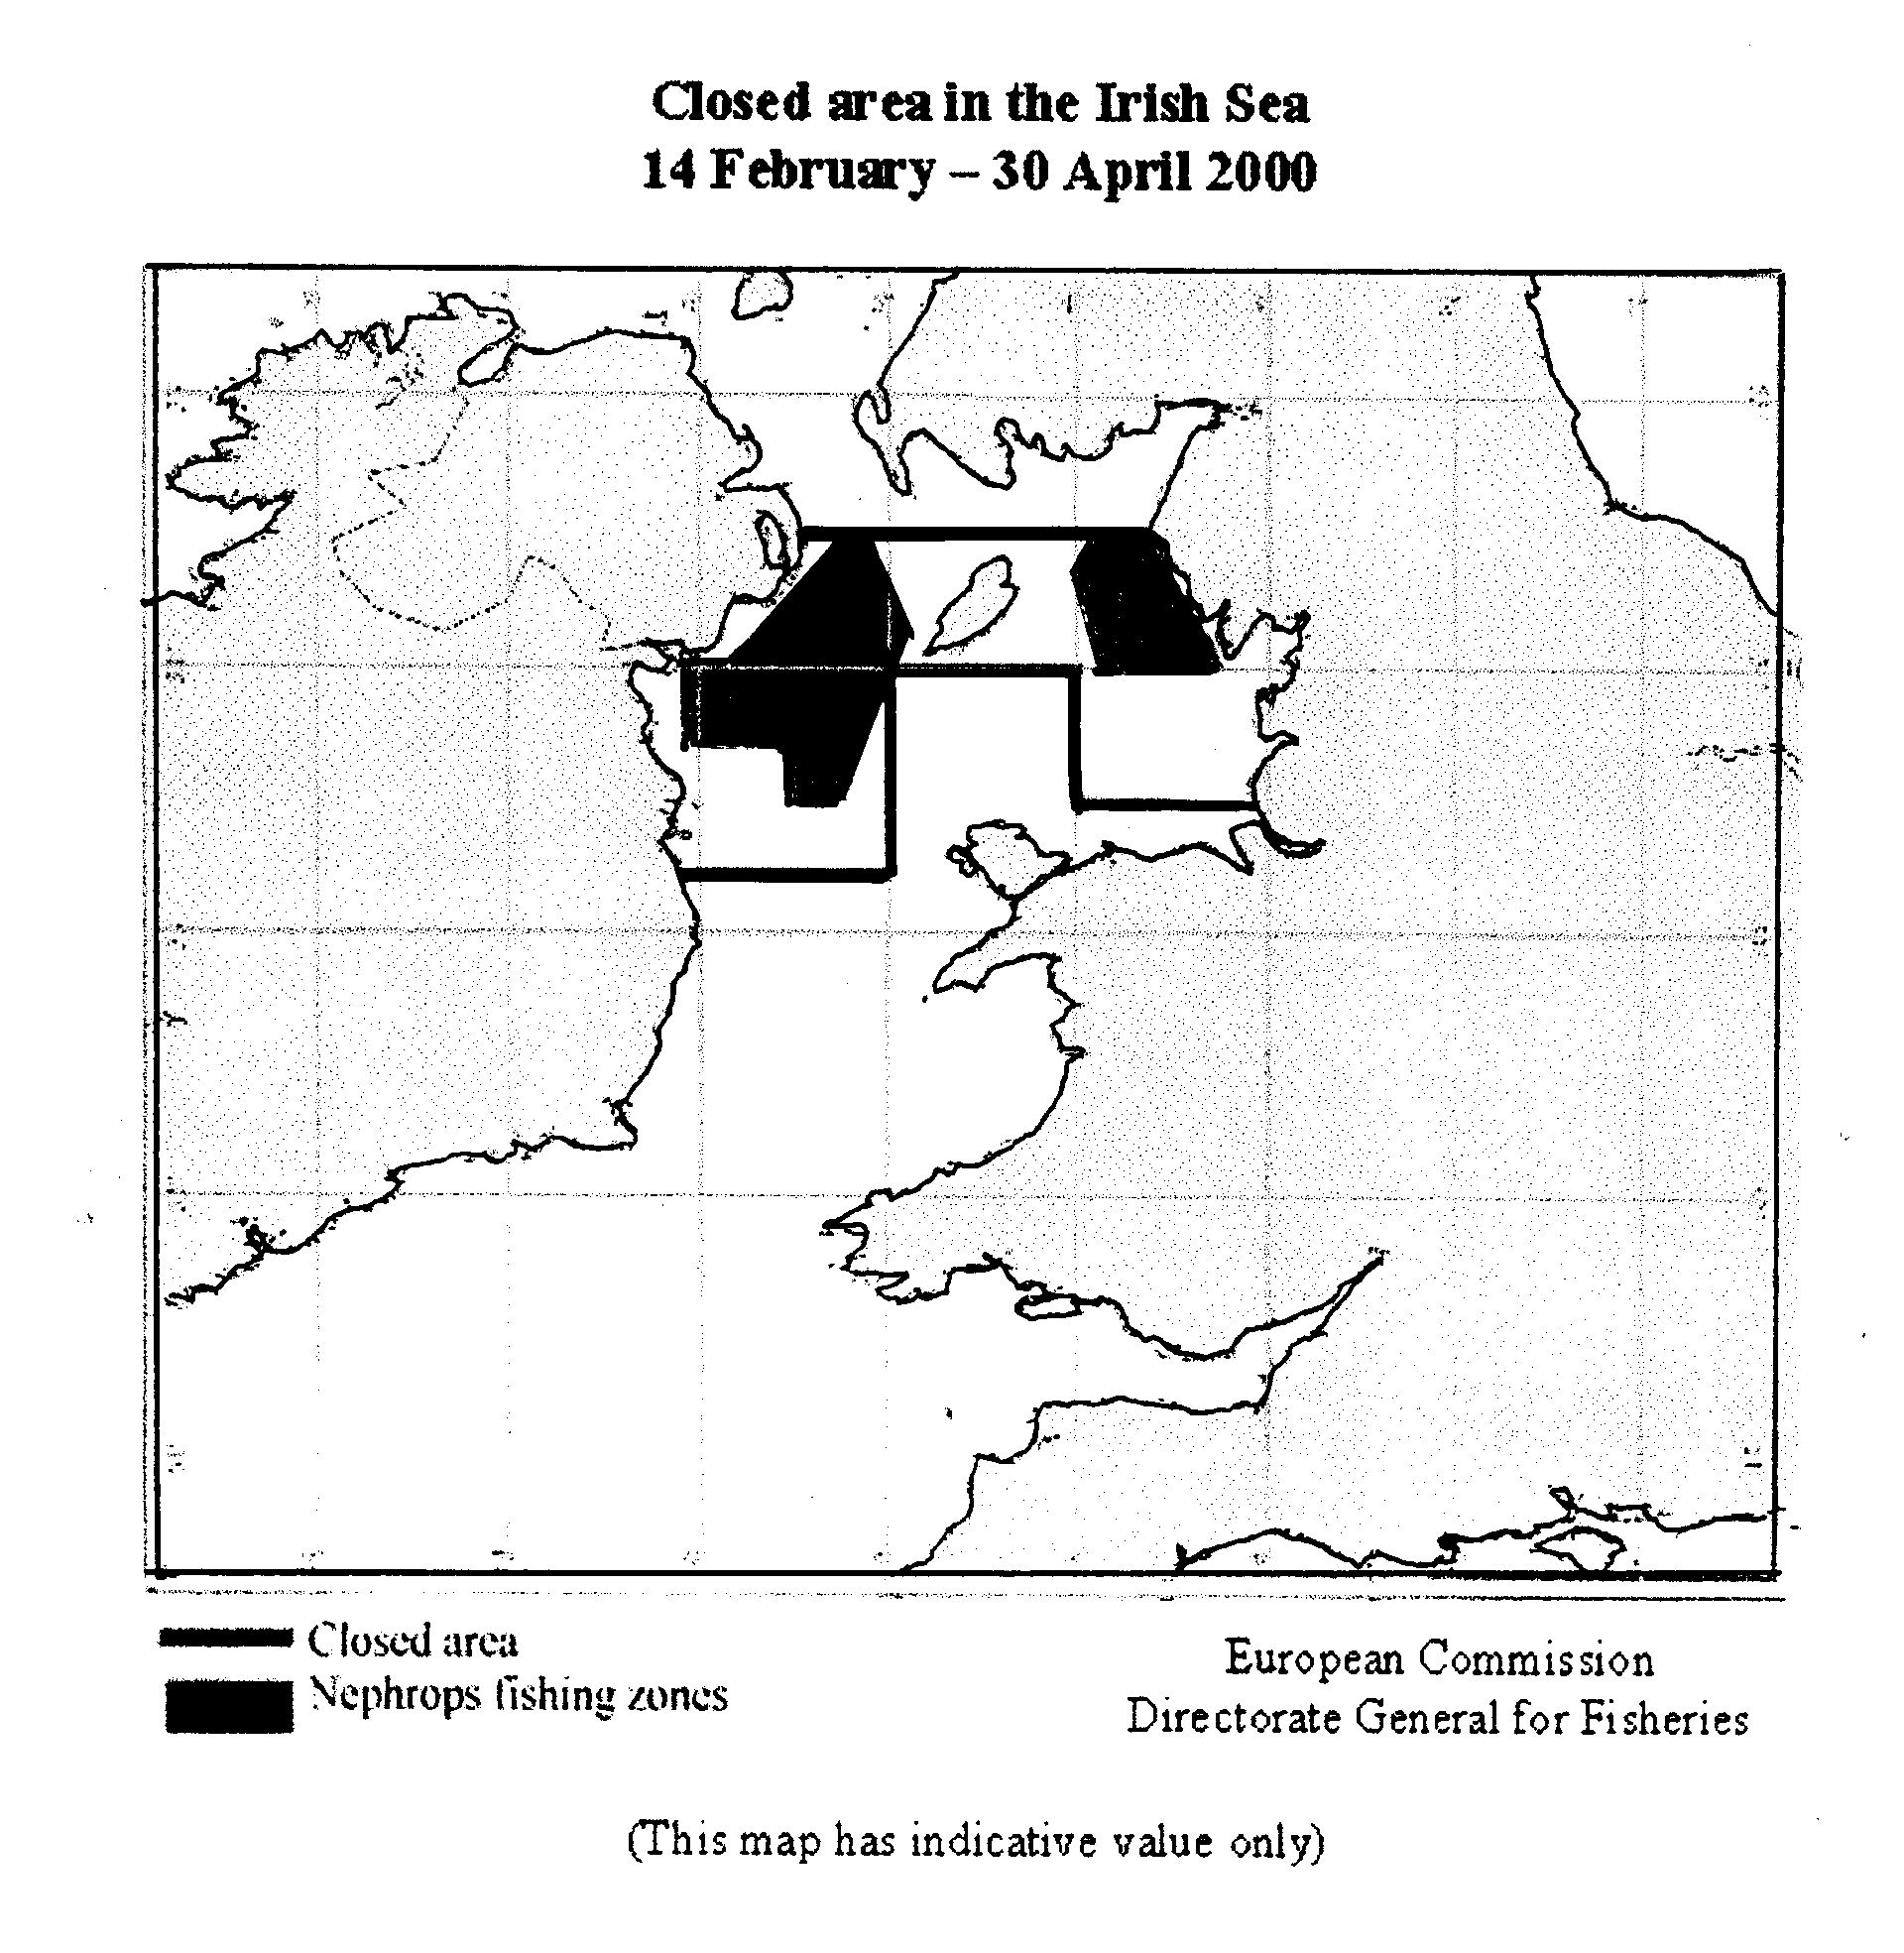 Closed area in the Irish Sea
14 February – 30 April 2000
Closed area
Nephrops fishing zones
European Commission
Directorate General for Fisheries
(This map has indicative value only)